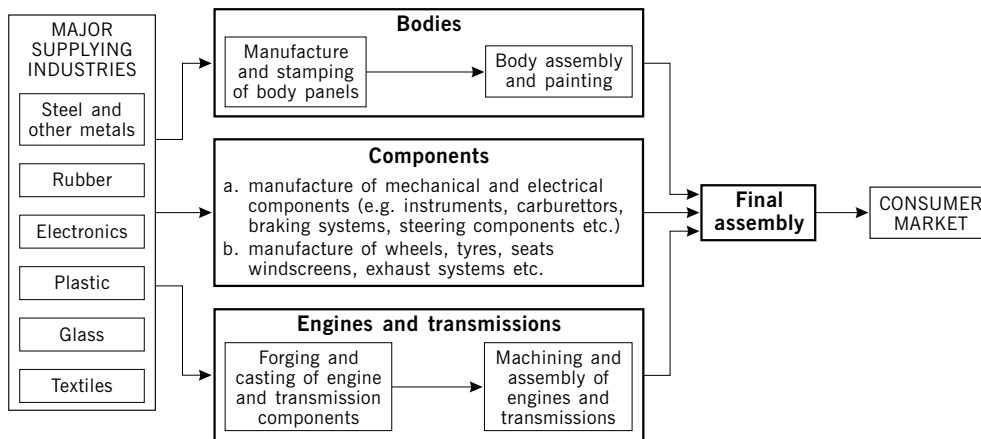 MAJOR
SUPPLYING
INDUSTRIES
Steel and
other metals
Rubber
Electronics
Plastic
Glass
Textiles
Bodies
Manufacture
and stamping
of body panels
Body assembly
and painting
Components
a. manufacture of mechanical and electrical
components (e.g. instruments, carburettors,
braking systems, steering components etc.)
b. manufacture of wheels, tyres, seats
windscreens, exhaust systems etc.
Engines and transmissions
Forging and
casting of engine
and transmission
components
Machining and
assembly of
engines and
transmissions
Final
assembly
CONSUMER
MARKET